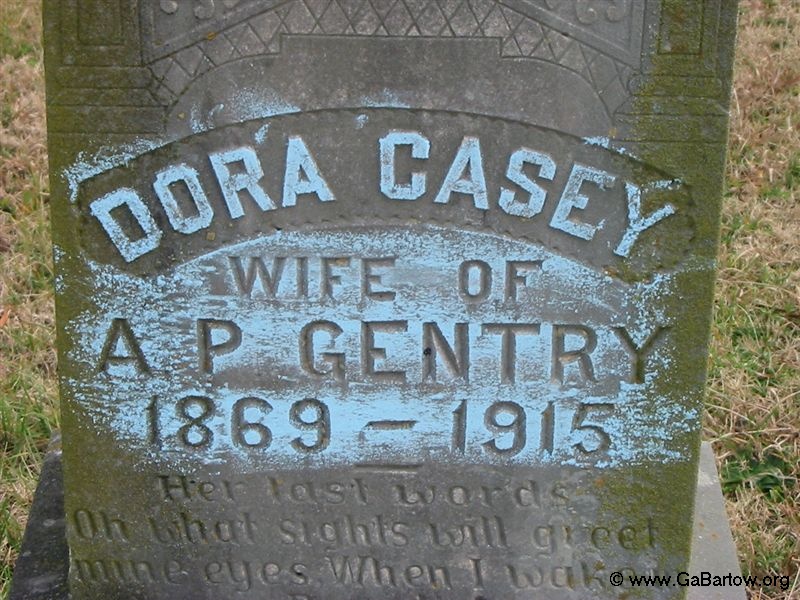 DORA CASEY
WIFE OF
A P GENTRY
1869 – 1915
Her last words
Oh what sights will greet
mine eyes When I wake
© www.GaBartow.org